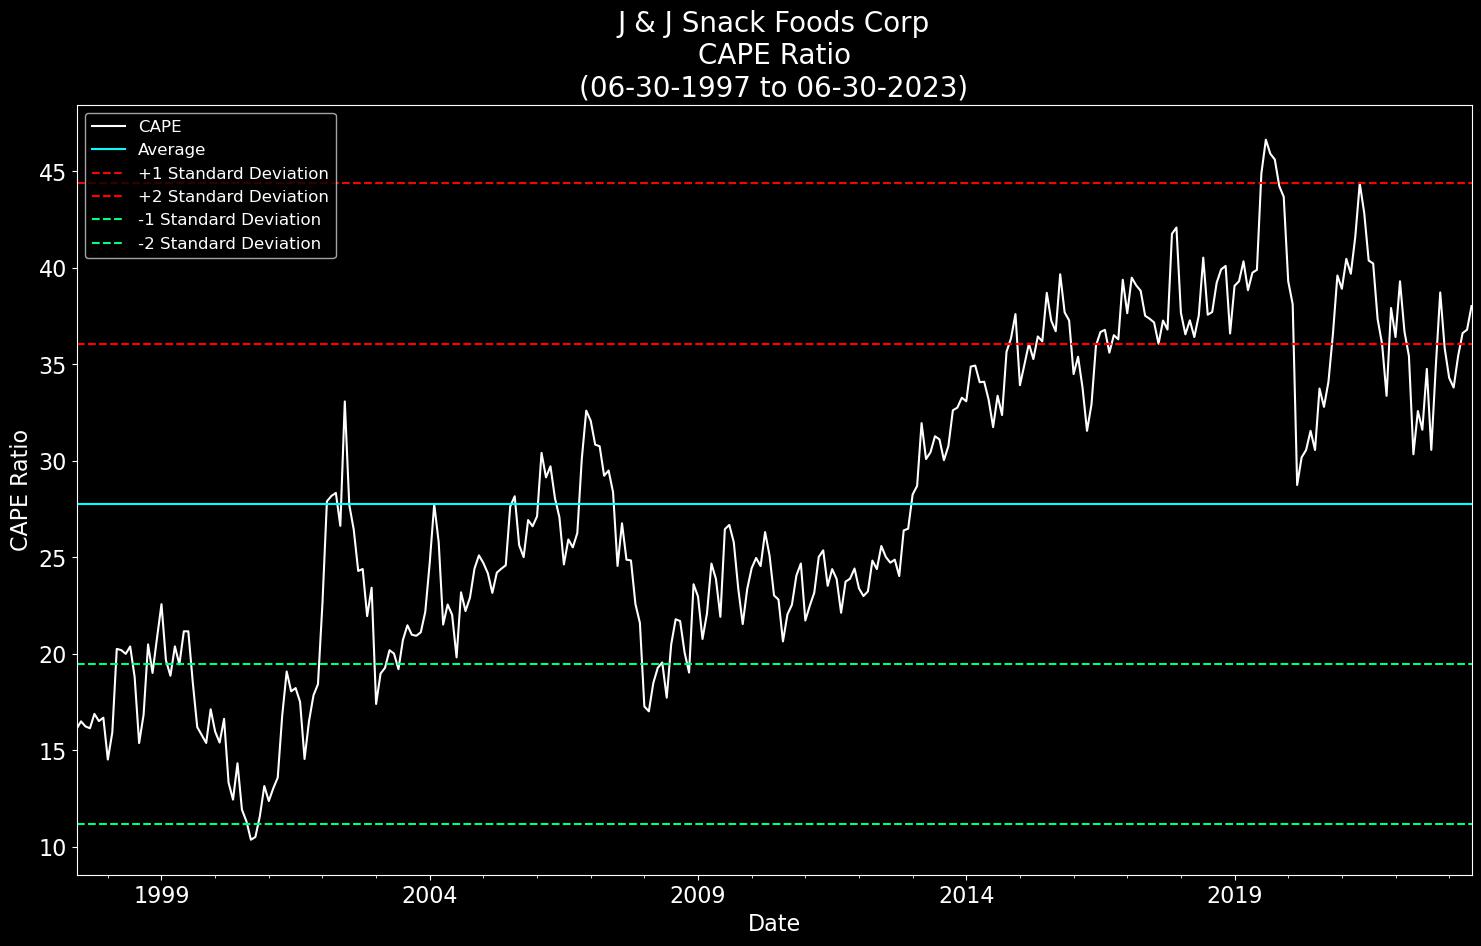 J & J Snack Foods Corp
CAPE Ratio
(06-30-1997 to 06-30-2023)
CAPE
Average
+1 Standard Deviation
+2 Standard Deviation
-1 Standard Deviation
-2 Standard Deviation
45
40
35
30
25
20
15
10
CAPE Ratio
1999
2004
2009
2014
2019
Date